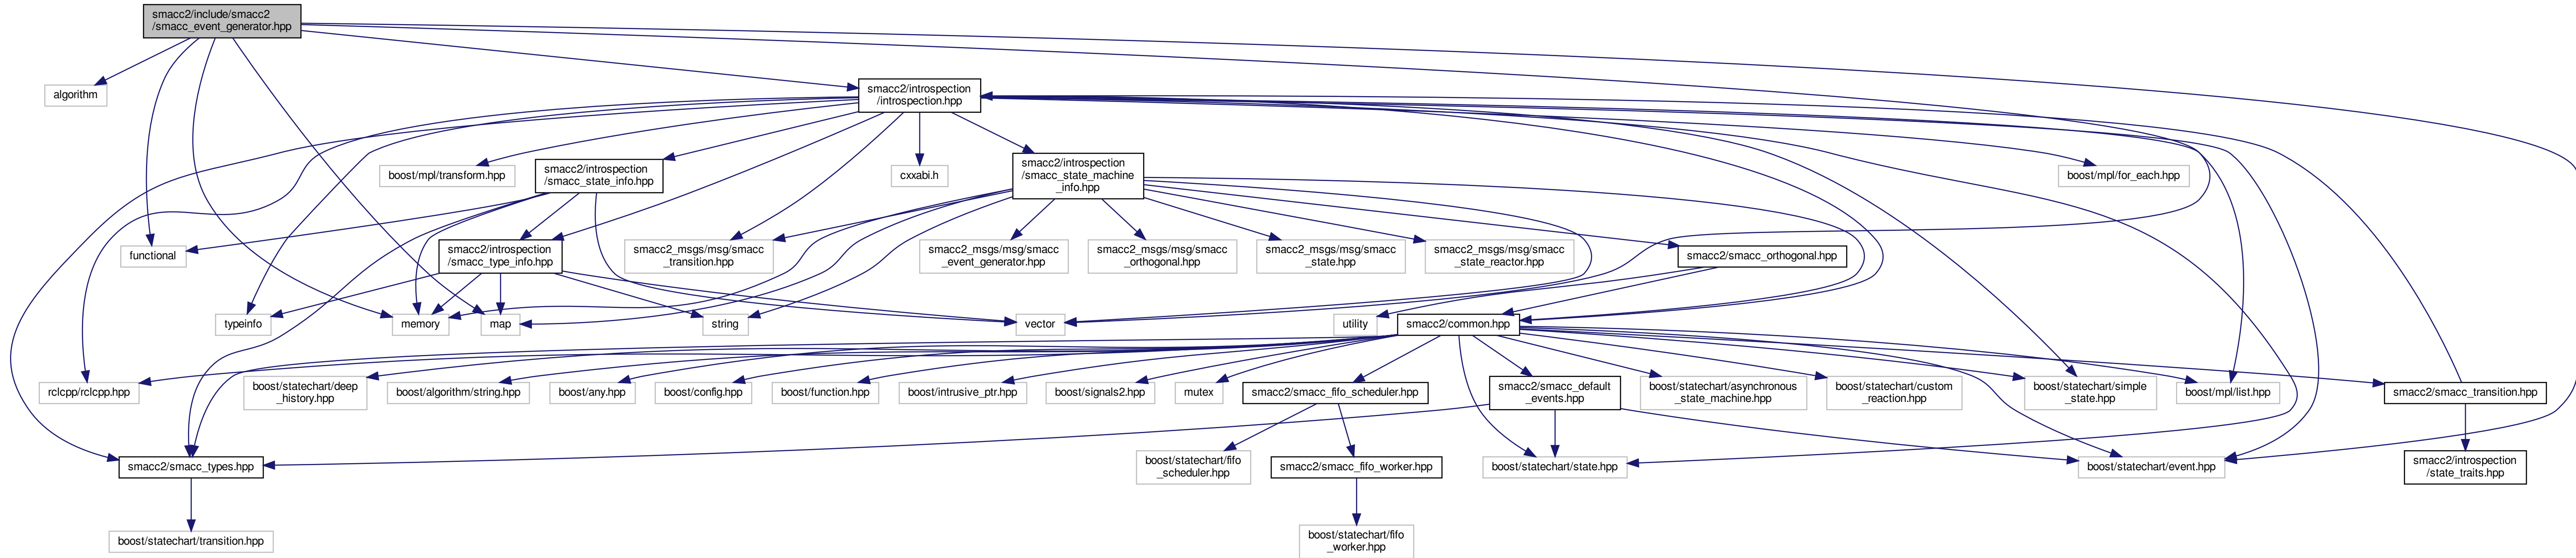 smacc2/include/smacc2
/smacc_event_generator.hpp
algorithm
smacc2/introspection
/introspection.hpp
boost/mpl/transform.hpp
smacc2/introspection
/smacc_state_info.hpp
cxxabi.h
smacc2/introspection
/smacc_state_machine
_info.hpp
boost/mpl/for_each.hpp
functional
smacc2/introspection
/smacc_type_info.hpp
smacc2_msgs/msg/smacc
_transition.hpp
smacc2_msgs/msg/smacc
_event_generator.hpp
smacc2_msgs/msg/smacc
_orthogonal.hpp
smacc2_msgs/msg/smacc
_state.hpp
smacc2_msgs/msg/smacc
_state_reactor.hpp
smacc2/smacc_orthogonal.hpp
typeinfo
memory
map
string
vector
utility
smacc2/common.hpp
rclcpp/rclcpp.hpp
boost/statechart/deep
_history.hpp
boost/algorithm/string.hpp
boost/any.hpp
boost/config.hpp
boost/function.hpp
boost/intrusive_ptr.hpp
boost/signals2.hpp
mutex
smacc2/smacc_fifo_scheduler.hpp
smacc2/smacc_default
_events.hpp
boost/statechart/asynchronous
_state_machine.hpp
boost/statechart/custom
_reaction.hpp
boost/statechart/simple
_state.hpp
boost/mpl/list.hpp
smacc2/smacc_transition.hpp
smacc2/smacc_types.hpp
boost/statechart/fifo
_scheduler.hpp
smacc2/smacc_fifo_worker.hpp
boost/statechart/state.hpp
boost/statechart/event.hpp
smacc2/introspection
/state_traits.hpp
boost/statechart/transition.hpp
boost/statechart/fifo
_worker.hpp